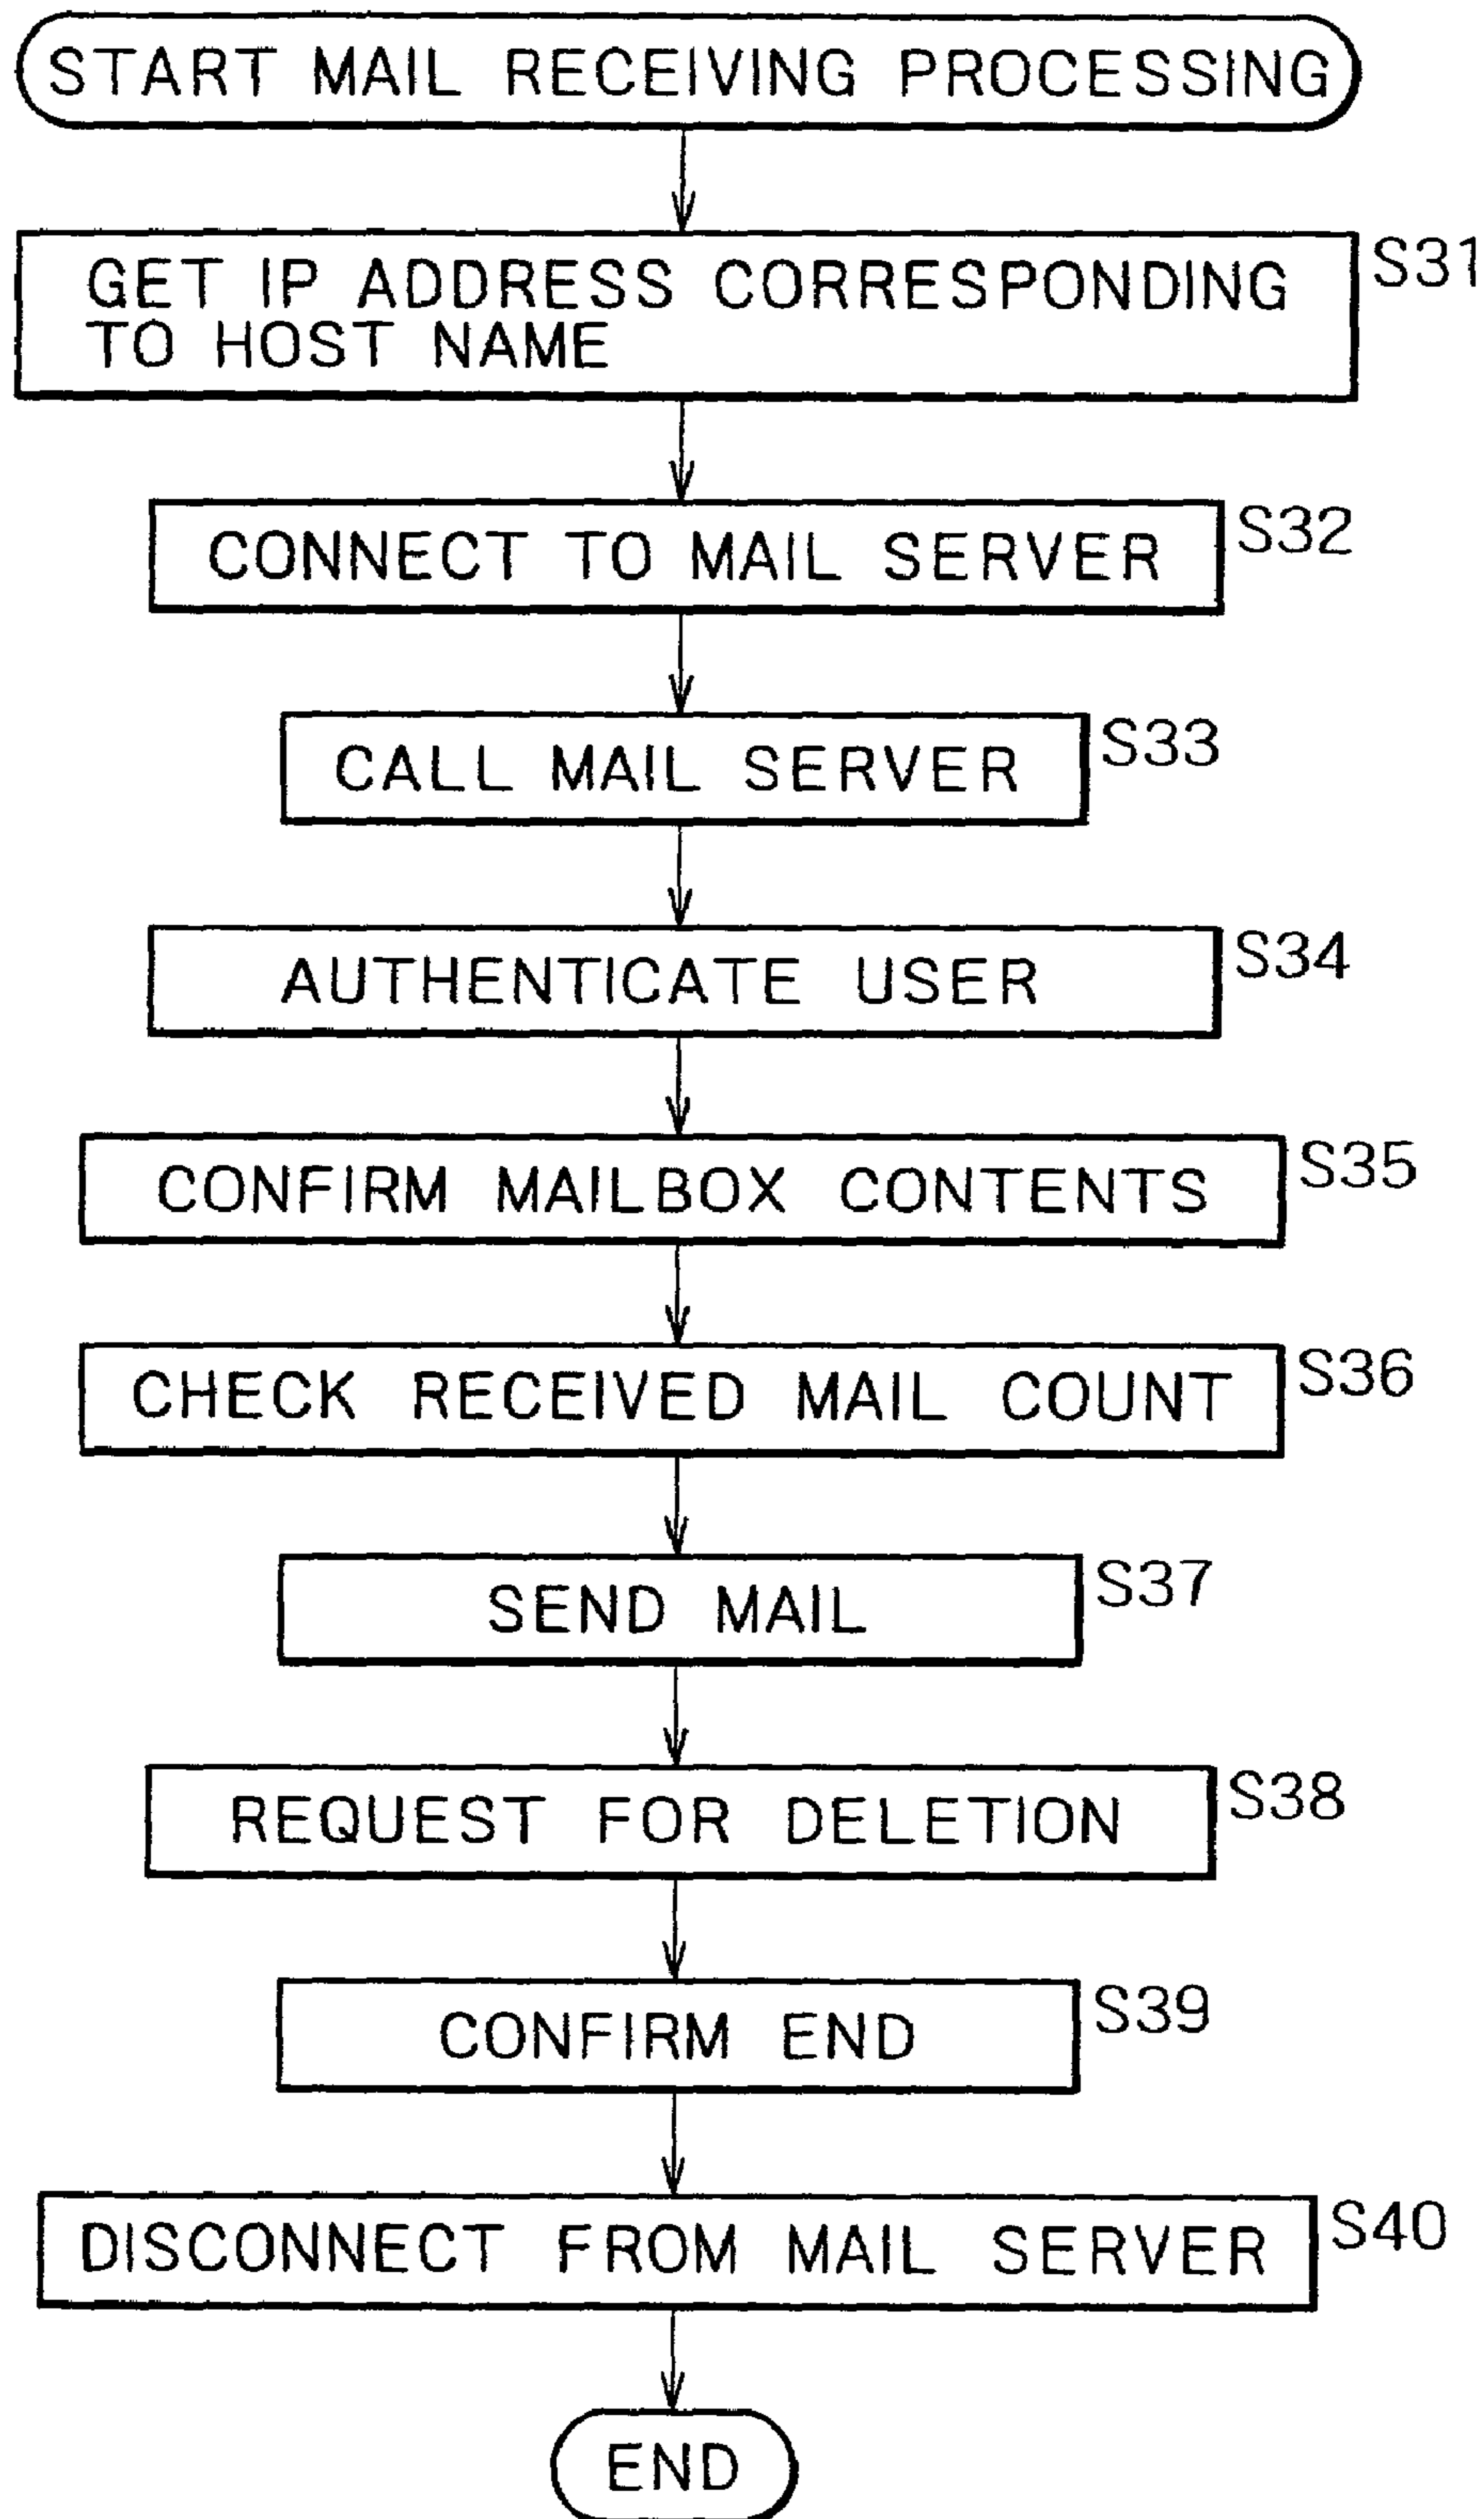 START MAIL RECEIVING PROCESSING
GET IP ADDRESS CORRESPONDING
TO HOST NAME
S31
CONNECT TO MAIL SERVER
S32
CALL MAIL SERVER
S33
AUTHENTICATE USER
S34
CONFIRM MAILBOX CONTENTS
S35
CHECK RECEIVED MAIL COUNT
S36
SEND MAIL
S37
REQUEST FOR DELETION
S38
CONFIRM END
S39
DISCONNECT FROM MAIL SERVER
S40
END